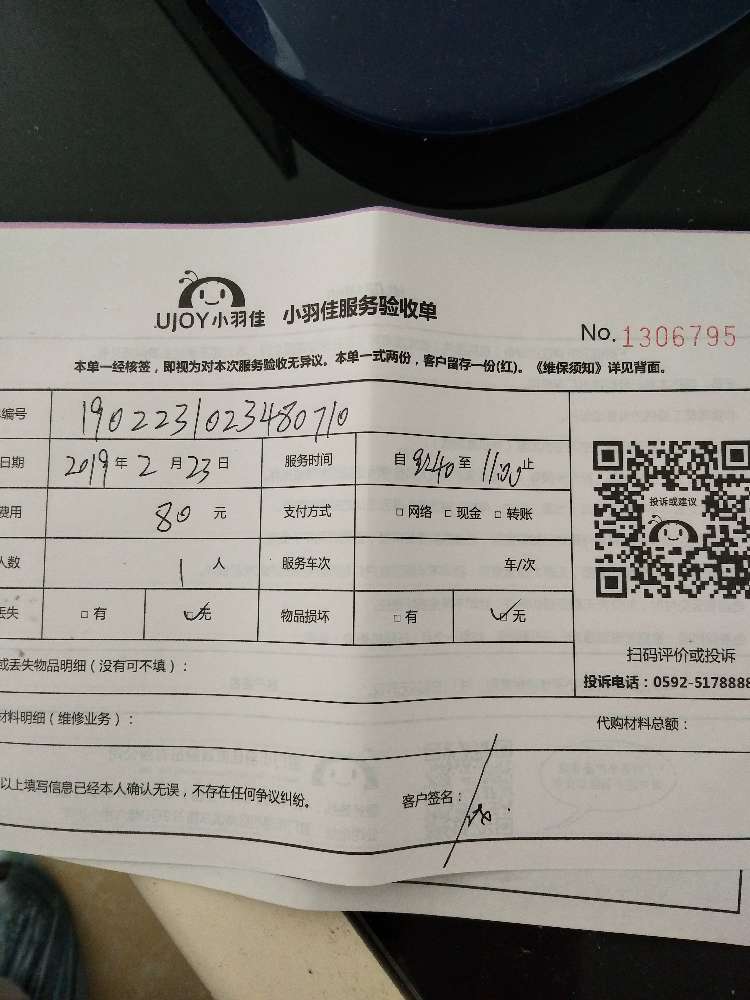 UJOY小羽佳 小羽佳服务验收单
No. 1306795
本单一经核签，即视为对本次服务验收无异议。本单一式两份，客户留存一份(红)。《维保须知》详见背面。
编号 1902231023480710
日期 2019年2月23日 服务时间 自 9:40 至 11:00 止
费用 80 元 支付方式 □ 网络 □ 现金 □ 转账
人数 1 人 服务车次 车/次
丢失 □ 有 □ 无 物品损坏 □ 有 □ 无
投诉或建议
扫码评价或投诉
投诉电话：0592-5178888
或丢失物品明细（没有可不填）：
材料明细（维修业务）： 代购材料总额：
以上填写信息已经本人确认无误，不存在任何争议纠纷。 客户签名：